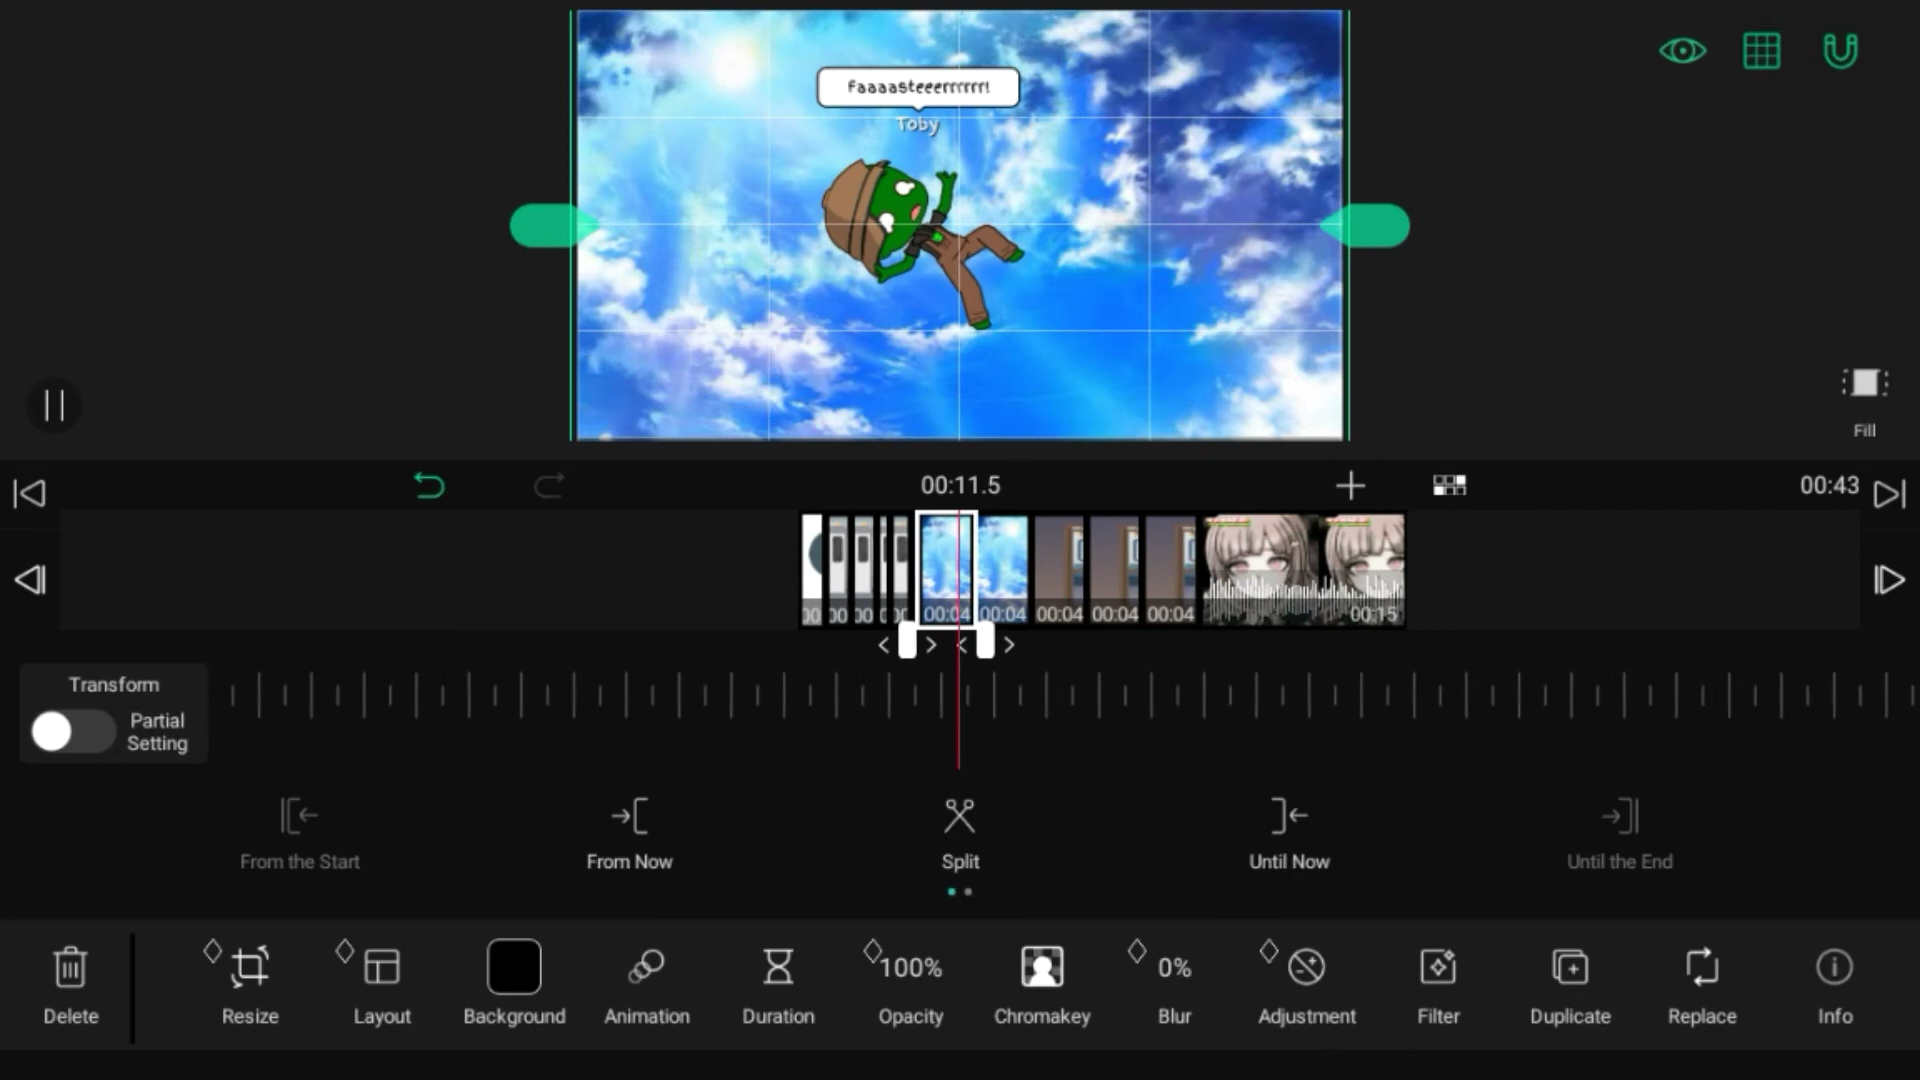 Faaaasteeerrrrrr!
Toby
Fill
00:11.5
00:43
00:04
00:04
00:04
00:04
00:04
00:15
Transform
Partial
Setting
From the Start
From Now
Split
Until Now
Until the End
100%
0%
Delete
Resize
Layout
Background
Animation
Duration
Opacity
Chromakey
Blur
Adjustment
Filter
Duplicate
Replace
Info